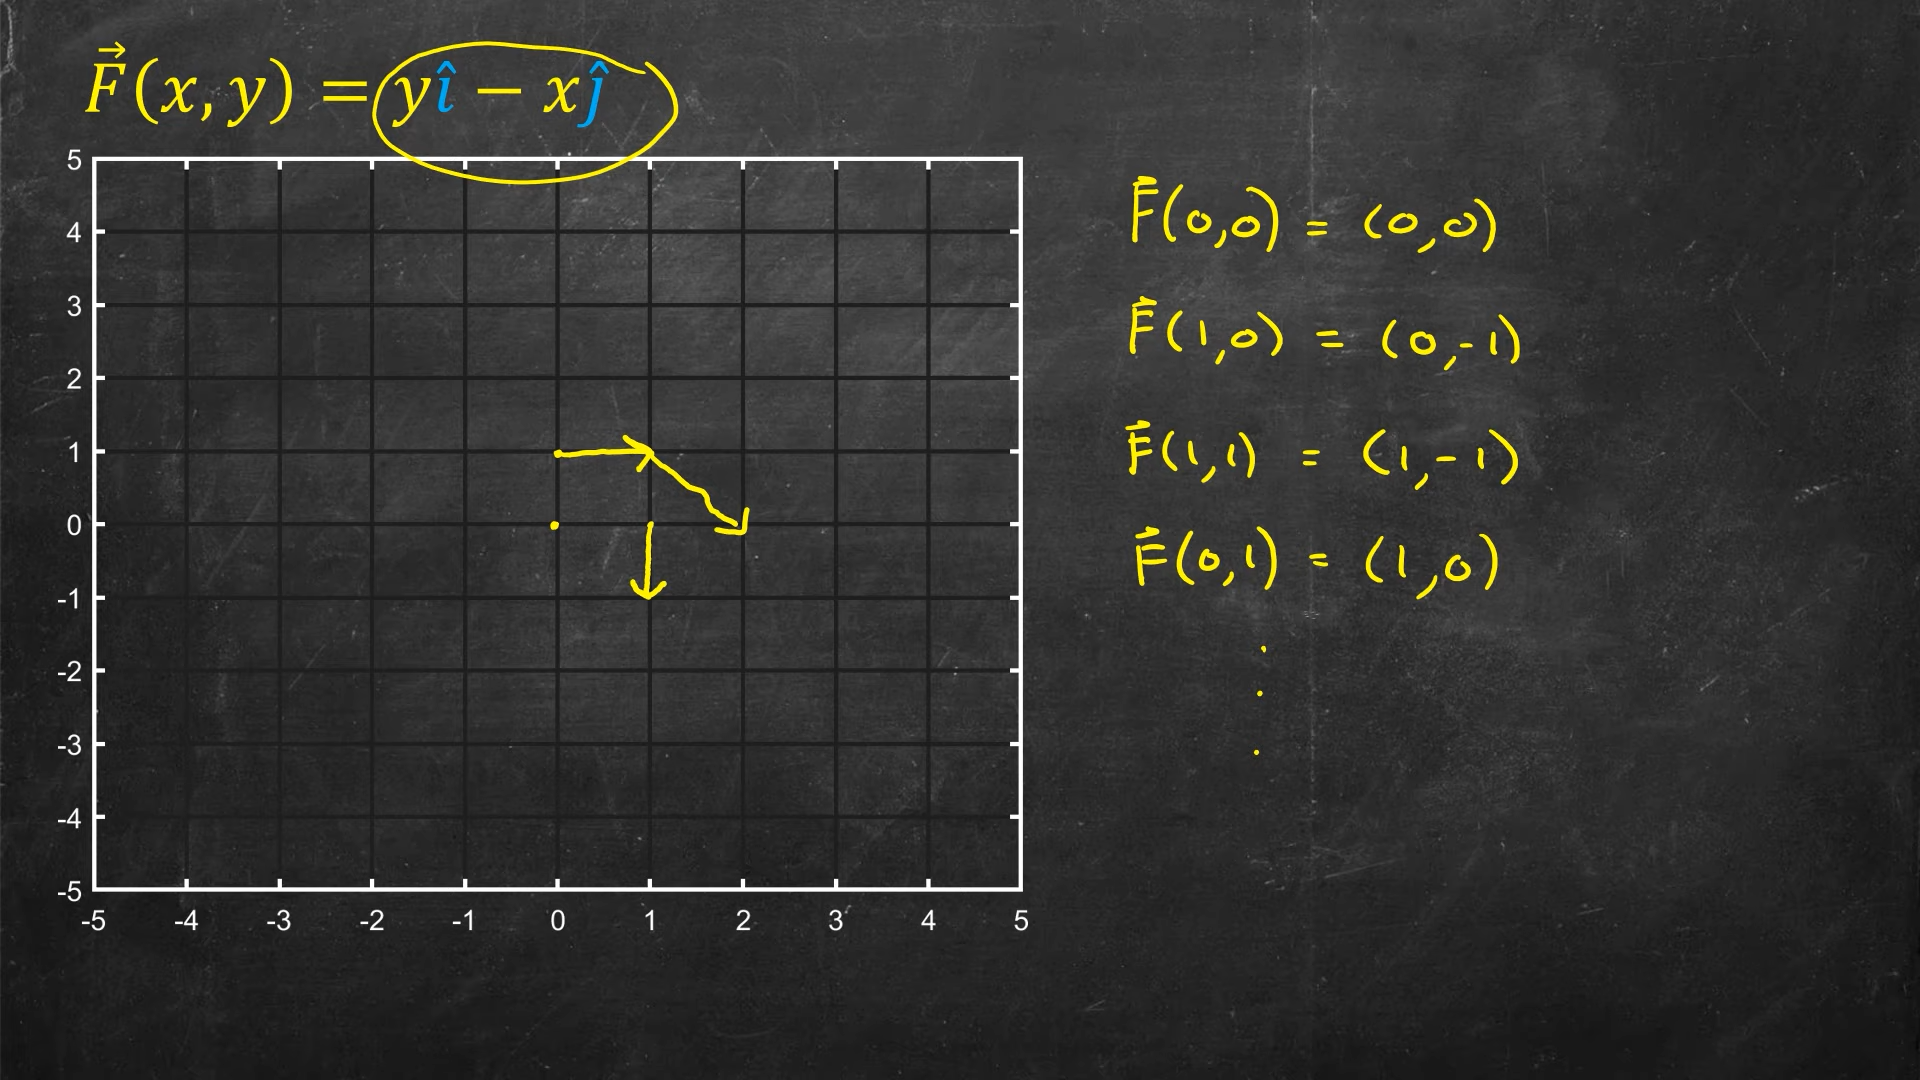 F⃗(x, y) = yî − xĵ
5
4
3
2
1
0
-1
-2
-3
-4
-5
-5 -4 -3 -2 -1 0 1 2 3 4 5
F⃗(0,0) = (0,0)
F⃗(1,0) = (0,-1)
F⃗(1,1) = (1,-1)
F⃗(0,1) = (1,0)
.
.
.